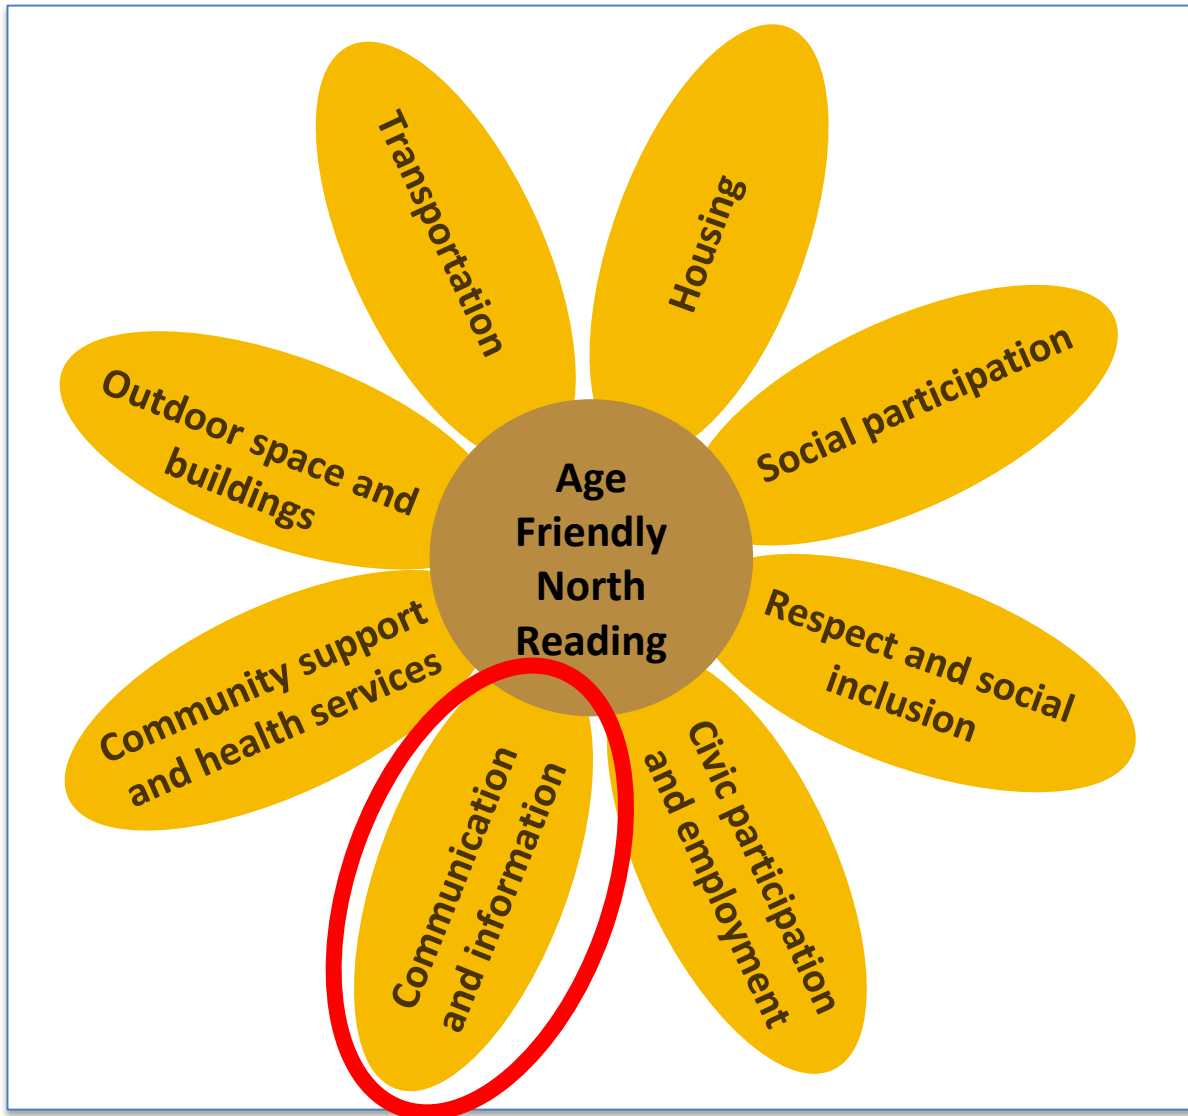 Transportation
Housing
Social participation
Outdoor space and
buildings
Age
Friendly
North
Reading
Respect and social
inclusion
Community support
and health services
Communication
and information
Civic participation
and employment